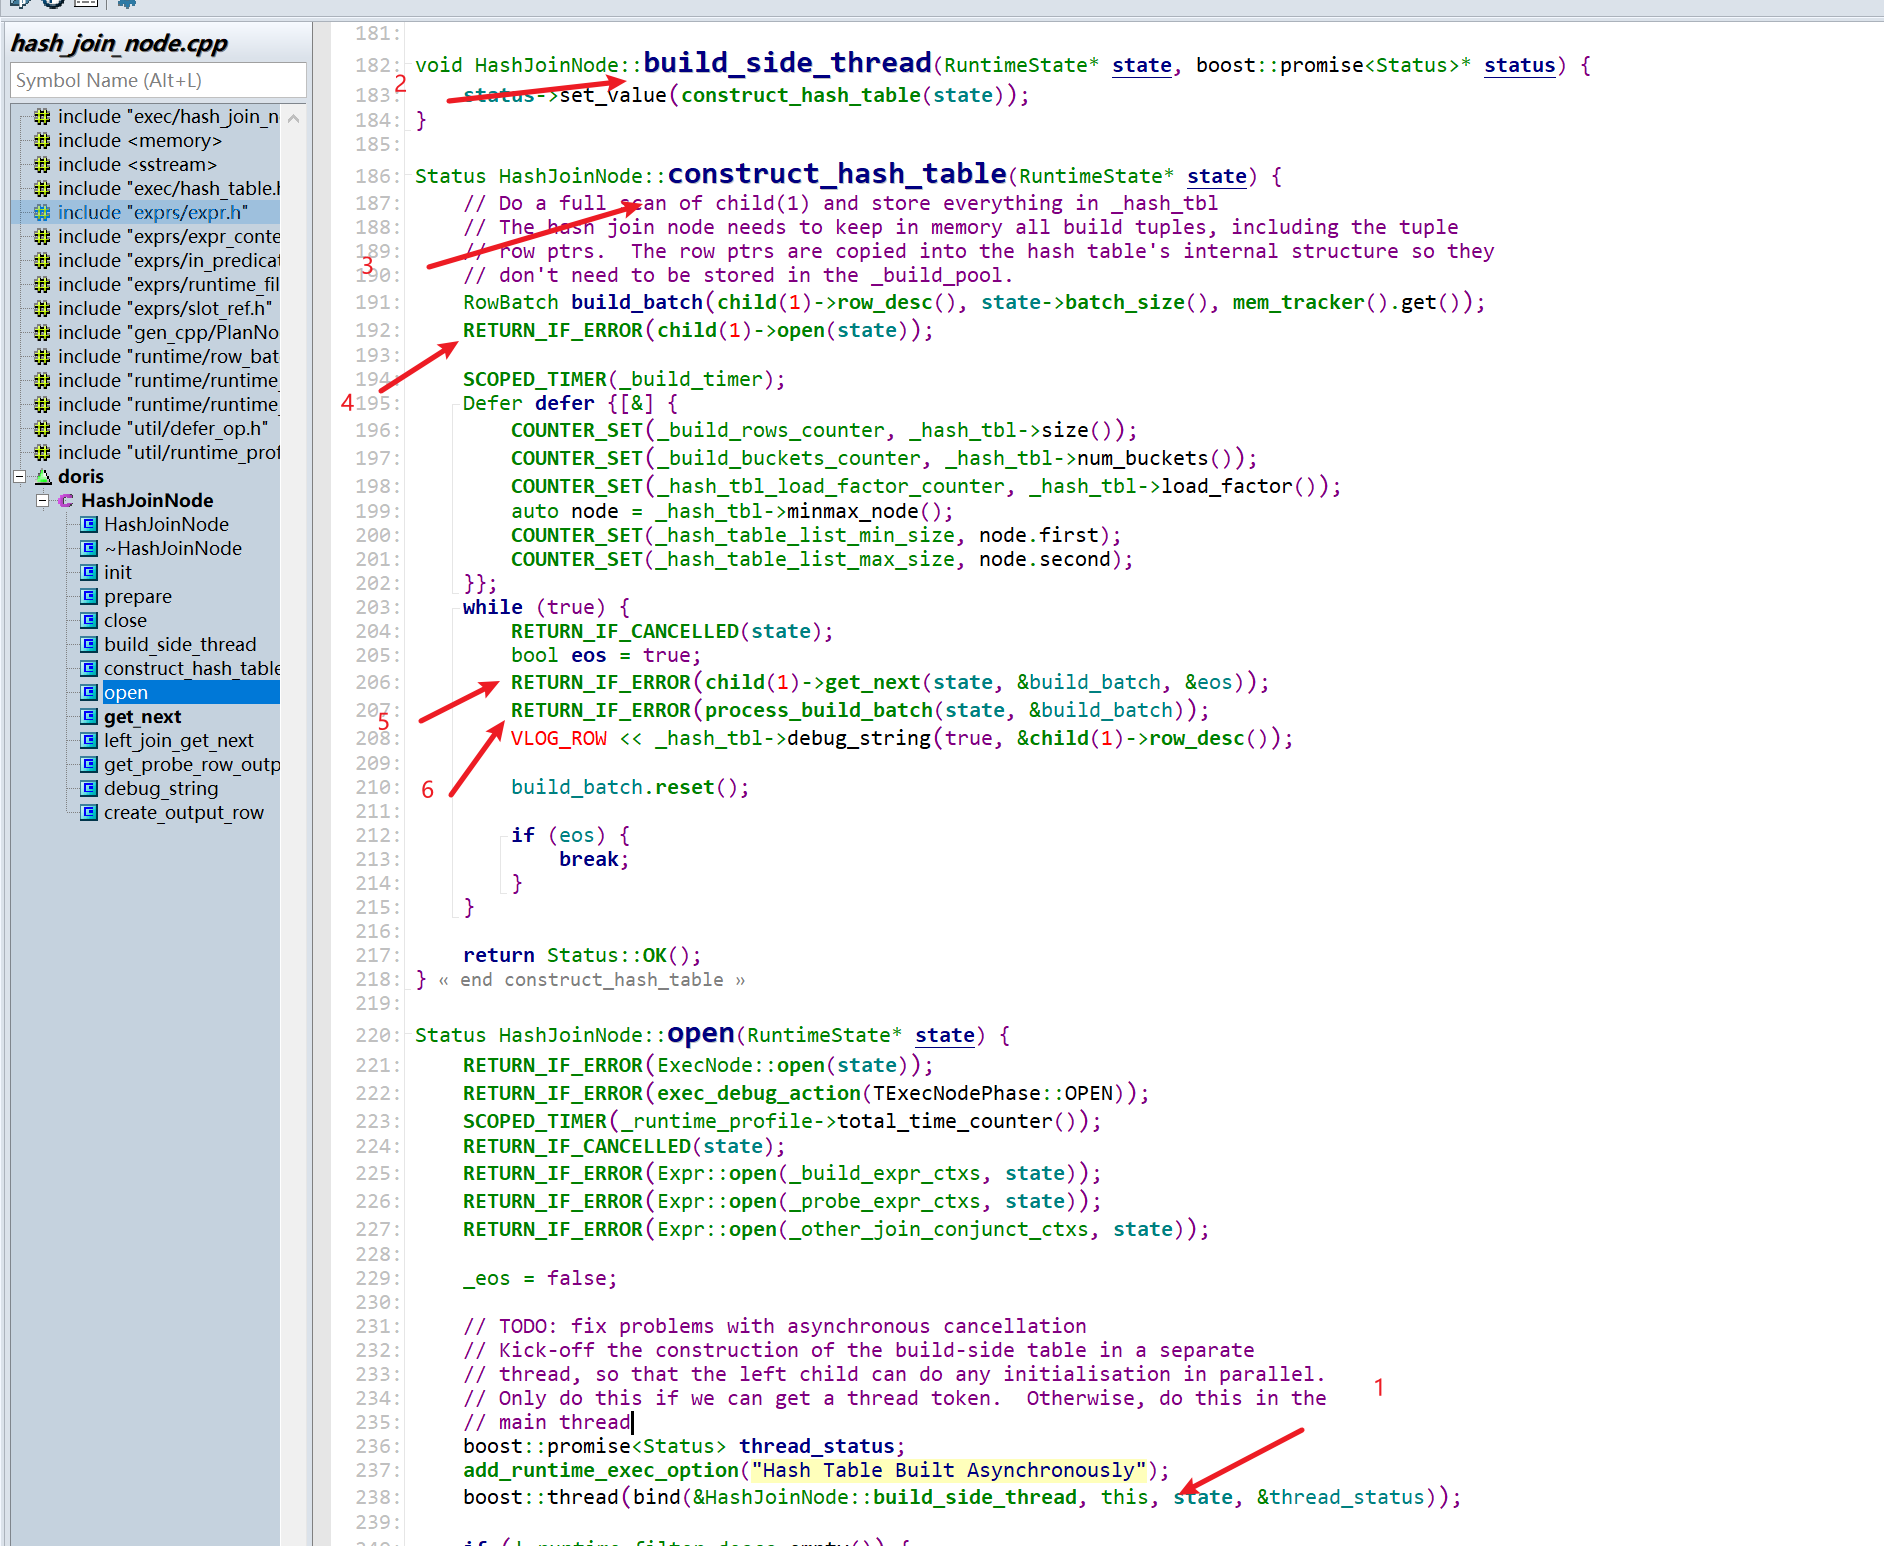 hash_join_node.cpp
Symbol Name (Alt+L)
include "exec/hash_join_n
include <memory>
include <sstream>
include "exec/hash_table.h
include "exprs/expr.h"
include "exprs/expr_conte
include "exprs/in_predicat
include "exprs/runtime_fil
include "exprs/slot_ref.h"
include "gen_cpp/PlanNo
include "runtime/row_bat
include "runtime/runtime_
include "runtime/runtime_
include "util/defer_op.h"
include "util/runtime_prof
doris
HashJoinNode
HashJoinNode
~HashJoinNode
init
prepare
close
build_side_thread
construct_hash_table
open
get_next
left_join_get_next
get_probe_row_outp
debug_string
create_output_row
181:
182: void HashJoinNode::build_side_thread(RuntimeState* state, boost::promise<Status>* status) {
2
183: status->set_value(construct_hash_table(state));
184: }
185:
186: Status HashJoinNode::construct_hash_table(RuntimeState* state) {
187: // Do a full scan of child(1) and store everything in _hash_tbl
188: // The hash join node needs to keep in memory all build tuples, including the tuple
189: // row ptrs.  The row ptrs are copied into the hash table's internal structure so they
3
190: // don't need to be stored in the _build_pool.
191: RowBatch build_batch(child(1)->row_desc(), state->batch_size(), mem_tracker().get());
192: RETURN_IF_ERROR(child(1)->open(state));
193:
194: SCOPED_TIMER(_build_timer);
4
195: Defer defer {[&] {
196: COUNTER_SET(_build_rows_counter, _hash_tbl->size());
197: COUNTER_SET(_build_buckets_counter, _hash_tbl->num_buckets());
198: COUNTER_SET(_hash_tbl_load_factor_counter, _hash_tbl->load_factor());
199: auto node = _hash_tbl->minmax_node();
200: COUNTER_SET(_hash_table_list_min_size, node.first);
201: COUNTER_SET(_hash_table_list_max_size, node.second);
202: }};
203: while (true) {
204: RETURN_IF_CANCELLED(state);
205: bool eos = true;
206: RETURN_IF_ERROR(child(1)->get_next(state, &build_batch, &eos));
5
207: RETURN_IF_ERROR(process_build_batch(state, &build_batch));
208: VLOG_ROW << _hash_tbl->debug_string(true, &child(1)->row_desc());
209:
6
210: build_batch.reset();
211:
212: if (eos) {
213: break;
214: }
215: }
216:
217: return Status::OK();
218: } « end construct_hash_table »
219:
220: Status HashJoinNode::open(RuntimeState* state) {
221: RETURN_IF_ERROR(ExecNode::open(state));
222: RETURN_IF_ERROR(exec_debug_action(TExecNodePhase::OPEN));
223: SCOPED_TIMER(_runtime_profile->total_time_counter());
224: RETURN_IF_CANCELLED(state);
225: RETURN_IF_ERROR(Expr::open(_build_expr_ctxs, state));
226: RETURN_IF_ERROR(Expr::open(_probe_expr_ctxs, state));
227: RETURN_IF_ERROR(Expr::open(_other_join_conjunct_ctxs, state));
228:
229: _eos = false;
230:
231: // TODO: fix problems with asynchronous cancellation
232: // Kick-off the construction of the build-side table in a separate
233: // thread, so that the left child can do any initialisation in parallel.
1
234: // Only do this if we can get a thread token.  Otherwise, do this in the
235: // main thread
236: boost::promise<Status> thread_status;
237: add_runtime_exec_option("Hash Table Built Asynchronously");
238: boost::thread(bind(&HashJoinNode::build_side_thread, this, state, &thread_status));
239: